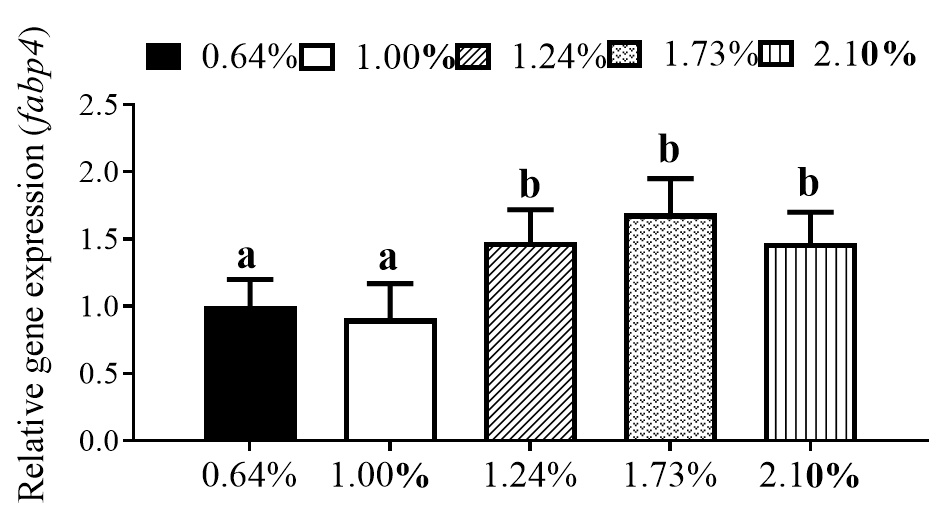 0.64% 1.00% 1.24% 1.73% 2.10%
Relative gene expression (fabp4)
2.5
2.0
1.5
1.0
0.5
0.0
a a b b b
0.64% 1.00% 1.24% 1.73% 2.10%